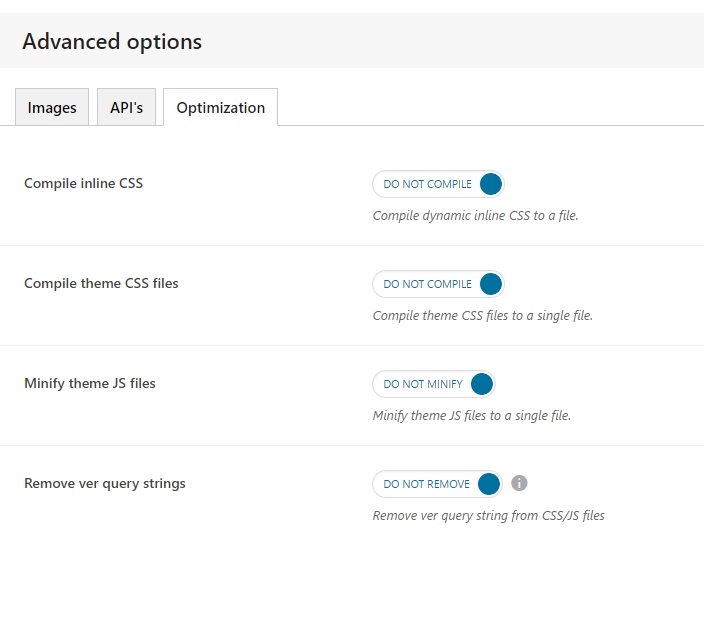 Advanced options
Images API's Optimization
Compile inline CSS DO NOT COMPILE
Compile dynamic inline CSS to a file.
Compile theme CSS files DO NOT COMPILE
Compile theme CSS files to a single file.
Minify theme JS files DO NOT MINIFY
Minify theme JS files to a single file.
Remove ver query strings DO NOT REMOVE i
Remove ver query string from CSS/JS files